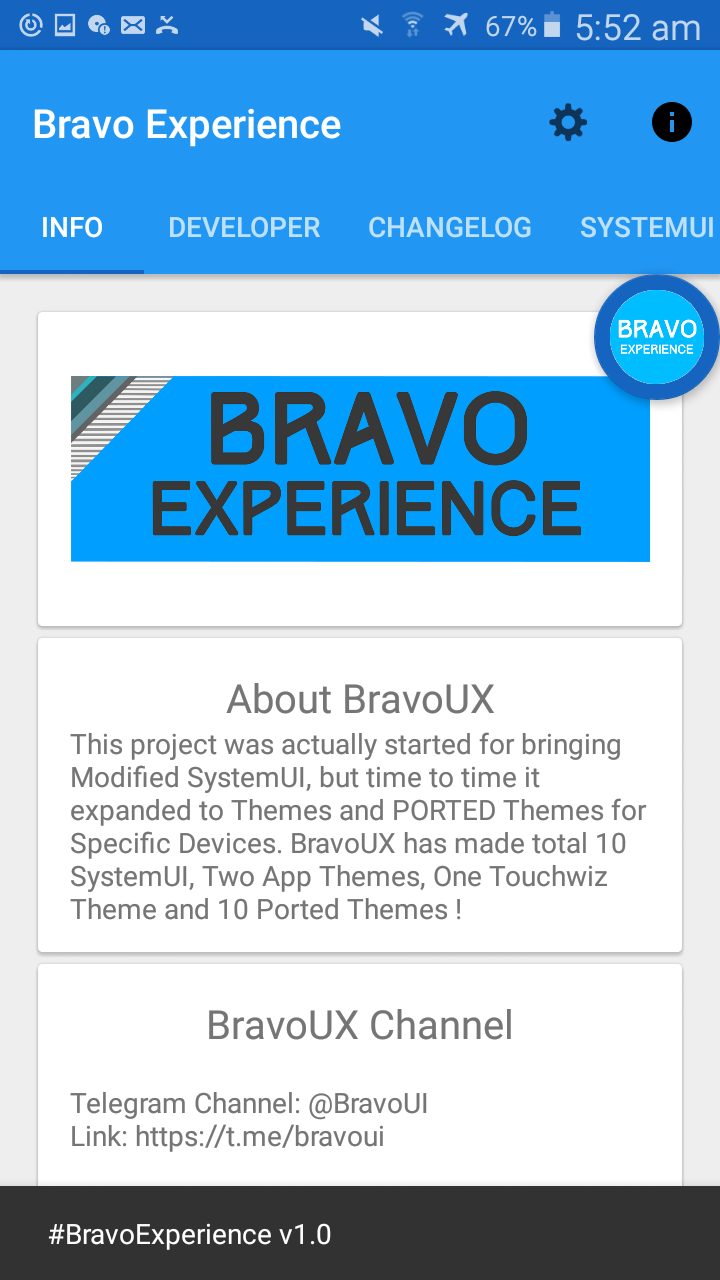 67% 5:52 am
Bravo Experience
INFO DEVELOPER CHANGELOG SYSTEMUI
BRAVO
EXPERIENCE
BRAVO
EXPERIENCE
About BravoUX
This project was actually started for bringing
Modified SystemUI, but time to time it
expanded to Themes and PORTED Themes for
Specific Devices. BravoUX has made total 10
SystemUI, Two App Themes, One Touchwiz
Theme and 10 Ported Themes !
BravoUX Channel
Telegram Channel: @BravoUI
Link: https://t.me/bravoui
#BravoExperience v1.0